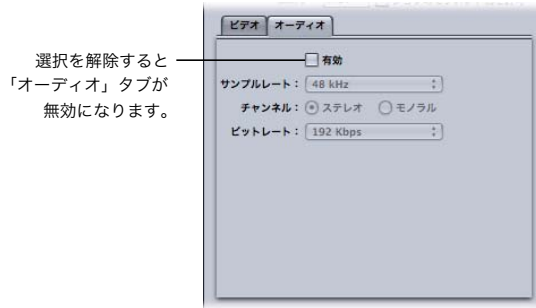 ビデオ オーディオ
選択を解除すると
「オーディオ」タブが
無効になります。
有効
サンプルレート： 48 kHz
チャンネル： ステレオ モノラル
ビットレート： 192 Kbps